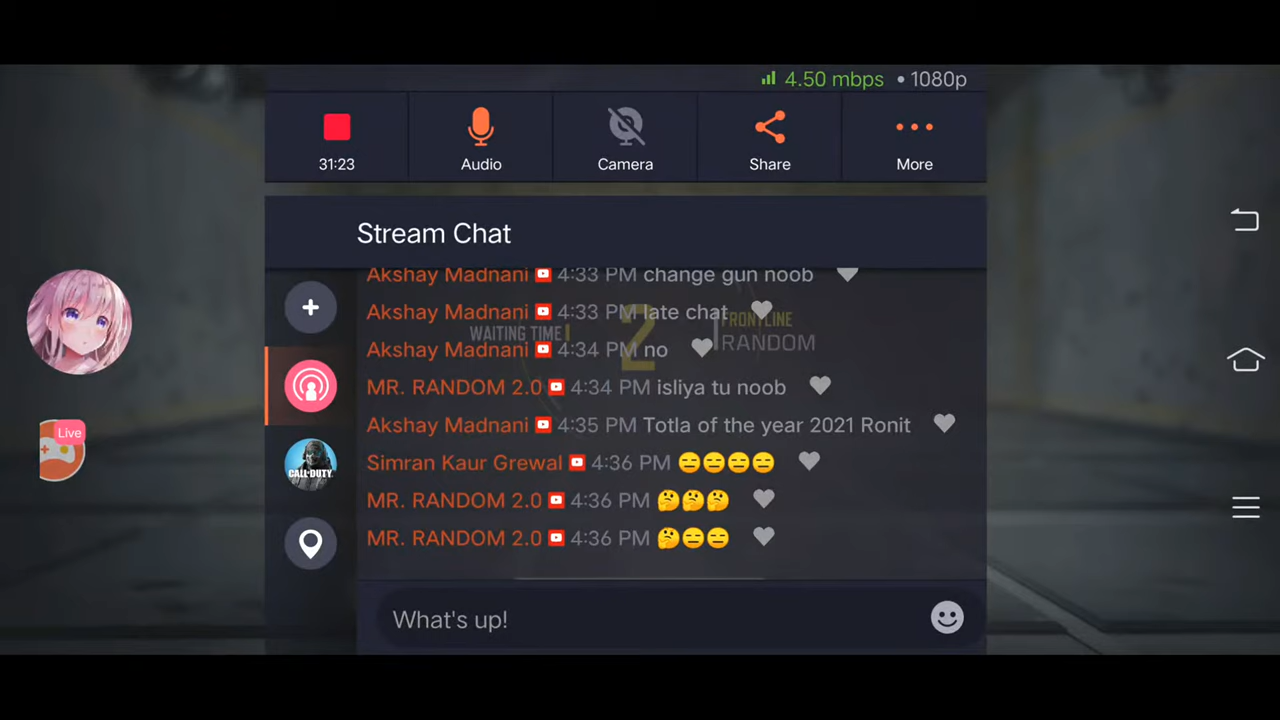 4.50 mbps • 1080p
31:23 Audio Camera Share More
Stream Chat
Akshay Madnani 4:33 PM change gun noob
Akshay Madnani 4:33 PM late chat
WAITING TIME 2 FRONTLINE
RANDOM
Akshay Madnani 4:34 PM no
MR. RANDOM 2.0 4:34 PM isliya tu noob
Live
Akshay Madnani 4:35 PM Totla of the year 2021 Ronit
CALL OF DUTY
Simran Kaur Grewal 4:36 PM 😑😑😑😑
MR. RANDOM 2.0 4:36 PM 🤔🤔🤔
MR. RANDOM 2.0 4:36 PM 🤔😑😑
What's up!